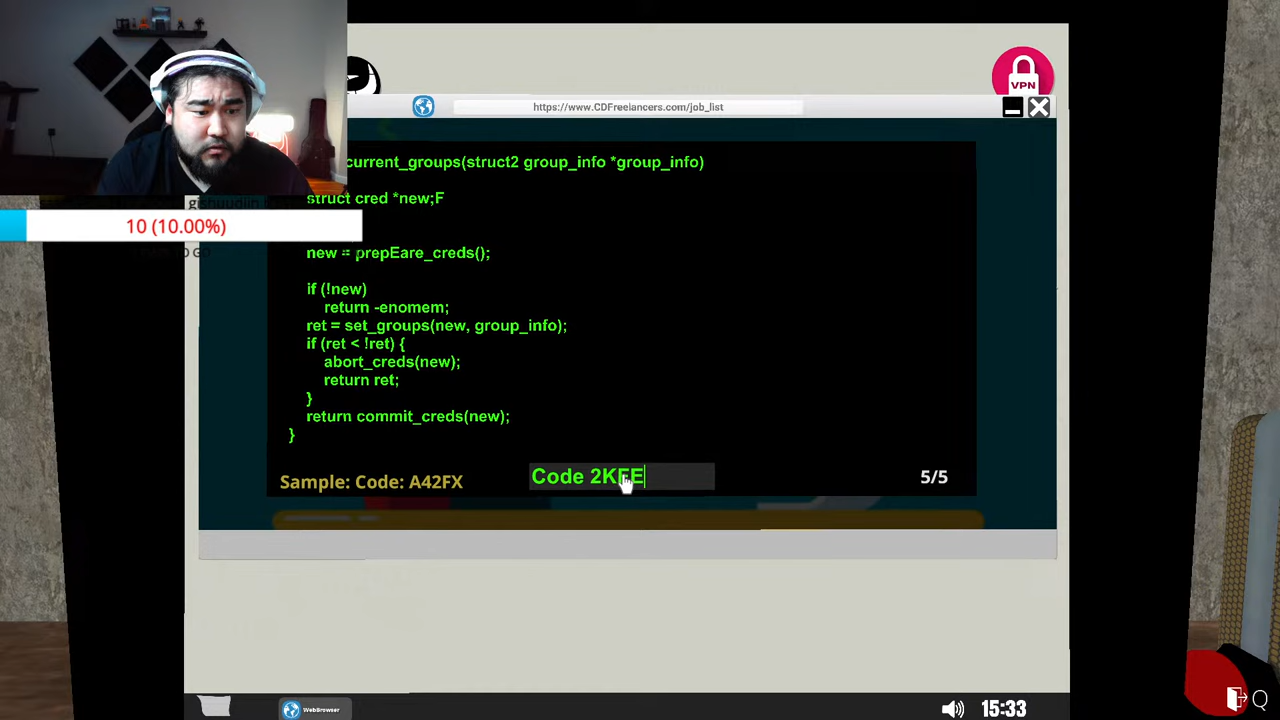 VPN
https://www.CDFreelancers.com/job_list
current_groups(struct2 group_info *group_info)
struct cred *new;F
10 (10.00%)
new = prepEare_creds();
if (!new)
return -enomem;
ret = set_groups(new, group_info);
if (ret < !ret) {
abort_creds(new);
return ret;
}
return commit_creds(new);
}
Sample: Code: A42FX
Code 2KFE
5/5
WebBrowser
15:33
Q